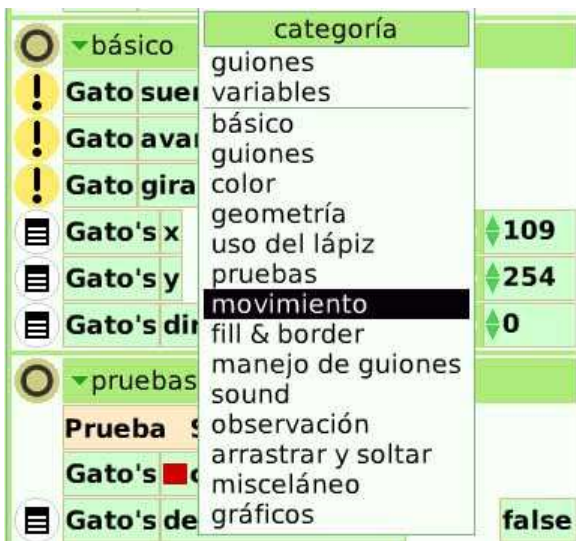 categoría
guiones
variables
básico
guiones
color
geometría
uso del lápiz
pruebas
movimiento
fill & border
manejo de guiones
sound
observación
arrastrar y soltar
misceláneo
gráficos
básico
Gato
Gato
Gato gira
Gato's x 109
Gato's y 254
Gato's 0
pruebas
Prueba
Gato's
Gato's false